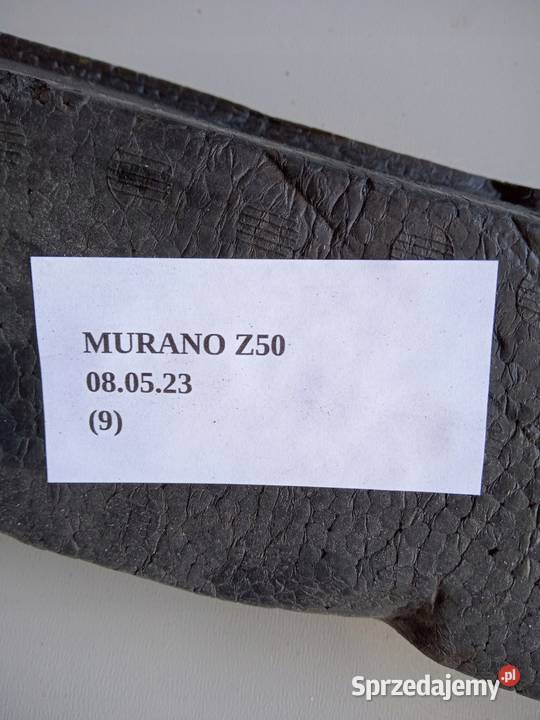 MURANO Z50
08.05.23
(9)
Sprzedajemy.pl